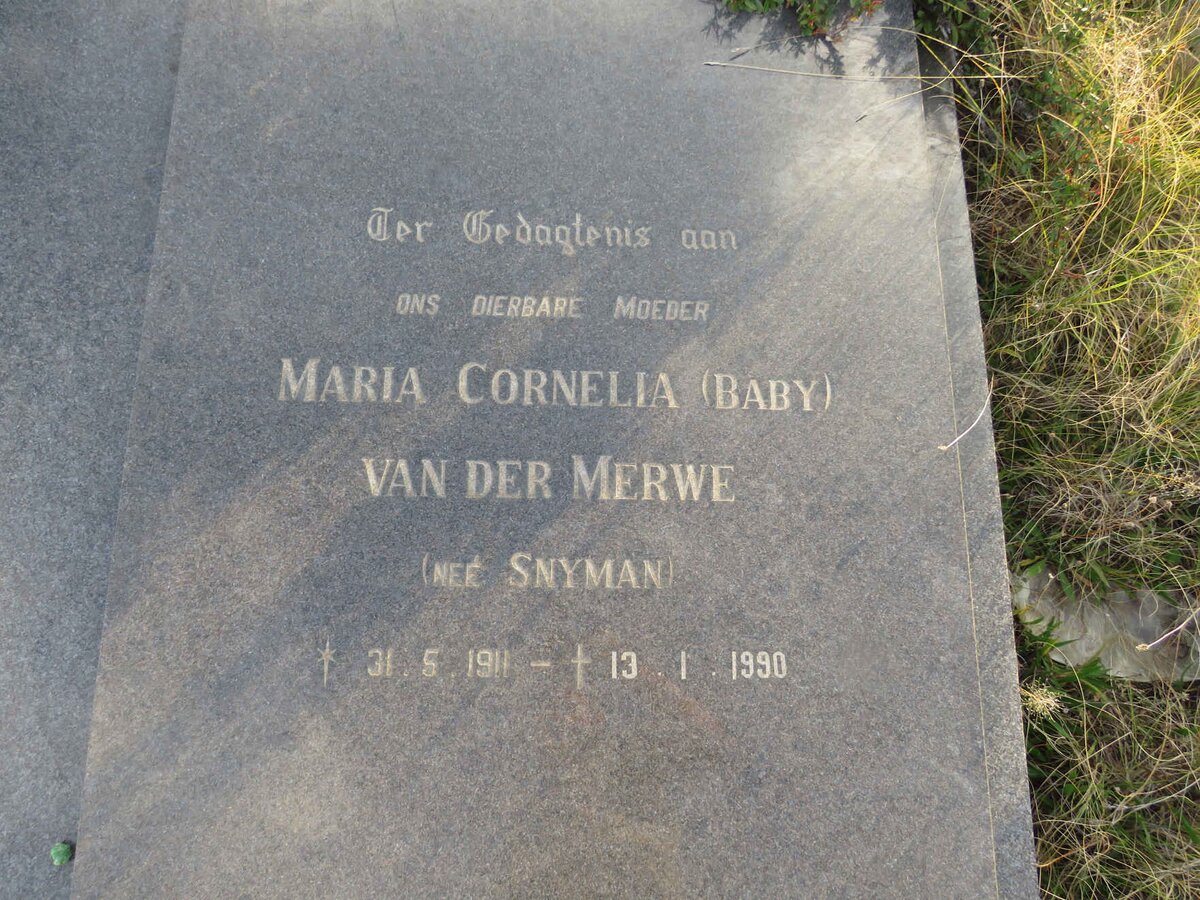 Ter Gedagtenis aan
ONS DIERBARE MOEDER
MARIA CORNELIA (BABY)
VAN DER MERWE
(NEÉ SNYMAN)
* 31.5.1911 – † 13.1.1990